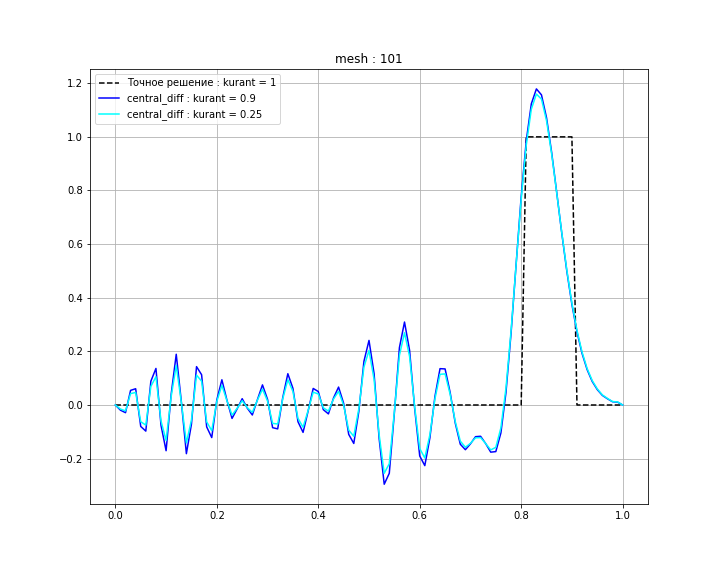 mesh : 101
Точное решение : kurant = 1
central_diff : kurant = 0.9
central_diff : kurant = 0.25
1.2
1.0
0.8
0.6
0.4
0.2
0.0
−0.2
0.0 0.2 0.4 0.6 0.8 1.0